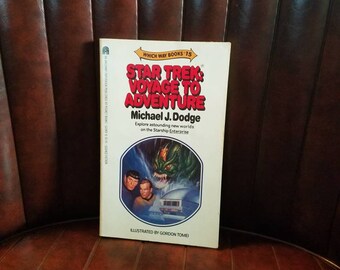 WHICH WAY BOOKS #15
STAR TREK:
VOYAGE TO
ADVENTURE
Michael J. Dodge
Explore astounding new worlds
on the Starship Enterprise
ILLUSTRATED BY GORDON TOMEI